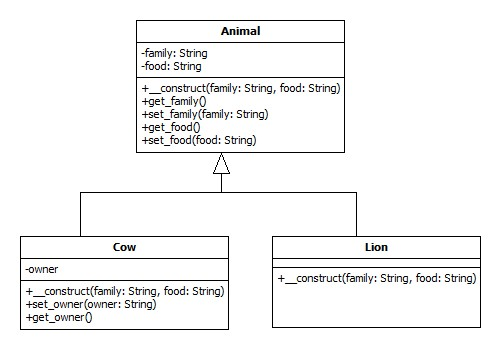 Animal
-family: String
-food: String
+__construct(family: String, food: String)
+get_family()
+set_family(family: String)
+get_food()
+set_food(food: String)
Cow
-owner
+__construct(family: String, food: String)
+set_owner(owner: String)
+get_owner()
Lion
+__construct(family: String, food: String)